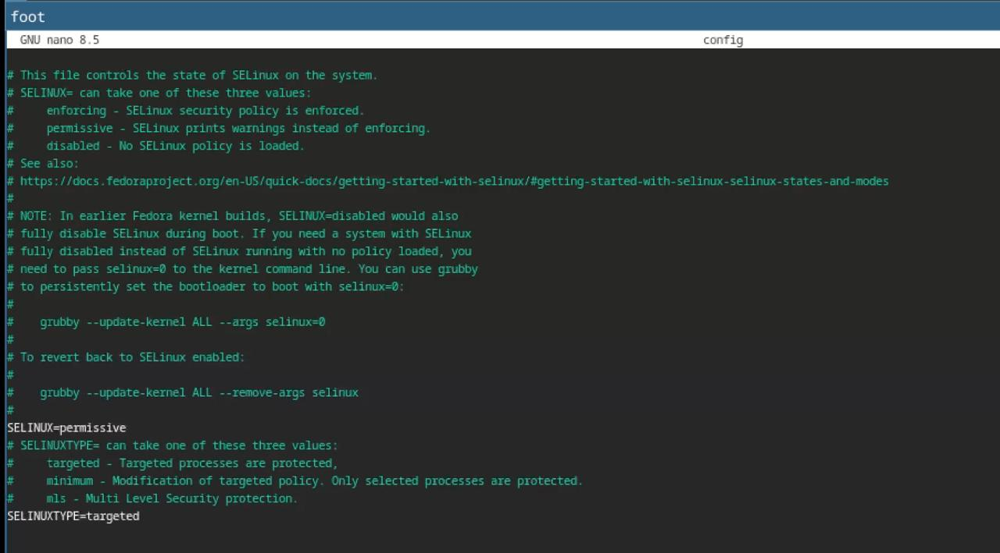 foot
GNU nano 8.5 config
# This file controls the state of SELinux on the system.
# SELINUX= can take one of these three values:
#     enforcing - SELinux security policy is enforced.
#     permissive - SELinux prints warnings instead of enforcing.
#     disabled - No SELinux policy is loaded.
# See also:
# https://docs.fedoraproject.org/en-US/quick-docs/getting-started-with-selinux/#getting-started-with-selinux-selinux-states-and-modes
#
# NOTE: In earlier Fedora kernel builds, SELINUX=disabled would also
# fully disable SELinux during boot. If you need a system with SELinux
# fully disabled instead of SELinux running with no policy loaded, you
# need to pass selinux=0 to the kernel command line. You can use grubby
# to persistently set the bootloader to boot with selinux=0:
#
#    grubby --update-kernel ALL --args selinux=0
#
# To revert back to SELinux enabled:
#
#    grubby --update-kernel ALL --remove-args selinux
#
SELINUX=permissive
# SELINUXTYPE= can take one of these three values:
#     targeted - Targeted processes are protected,
#     minimum - Modification of targeted policy. Only selected processes are protected.
#     mls - Multi Level Security protection.
SELINUXTYPE=targeted